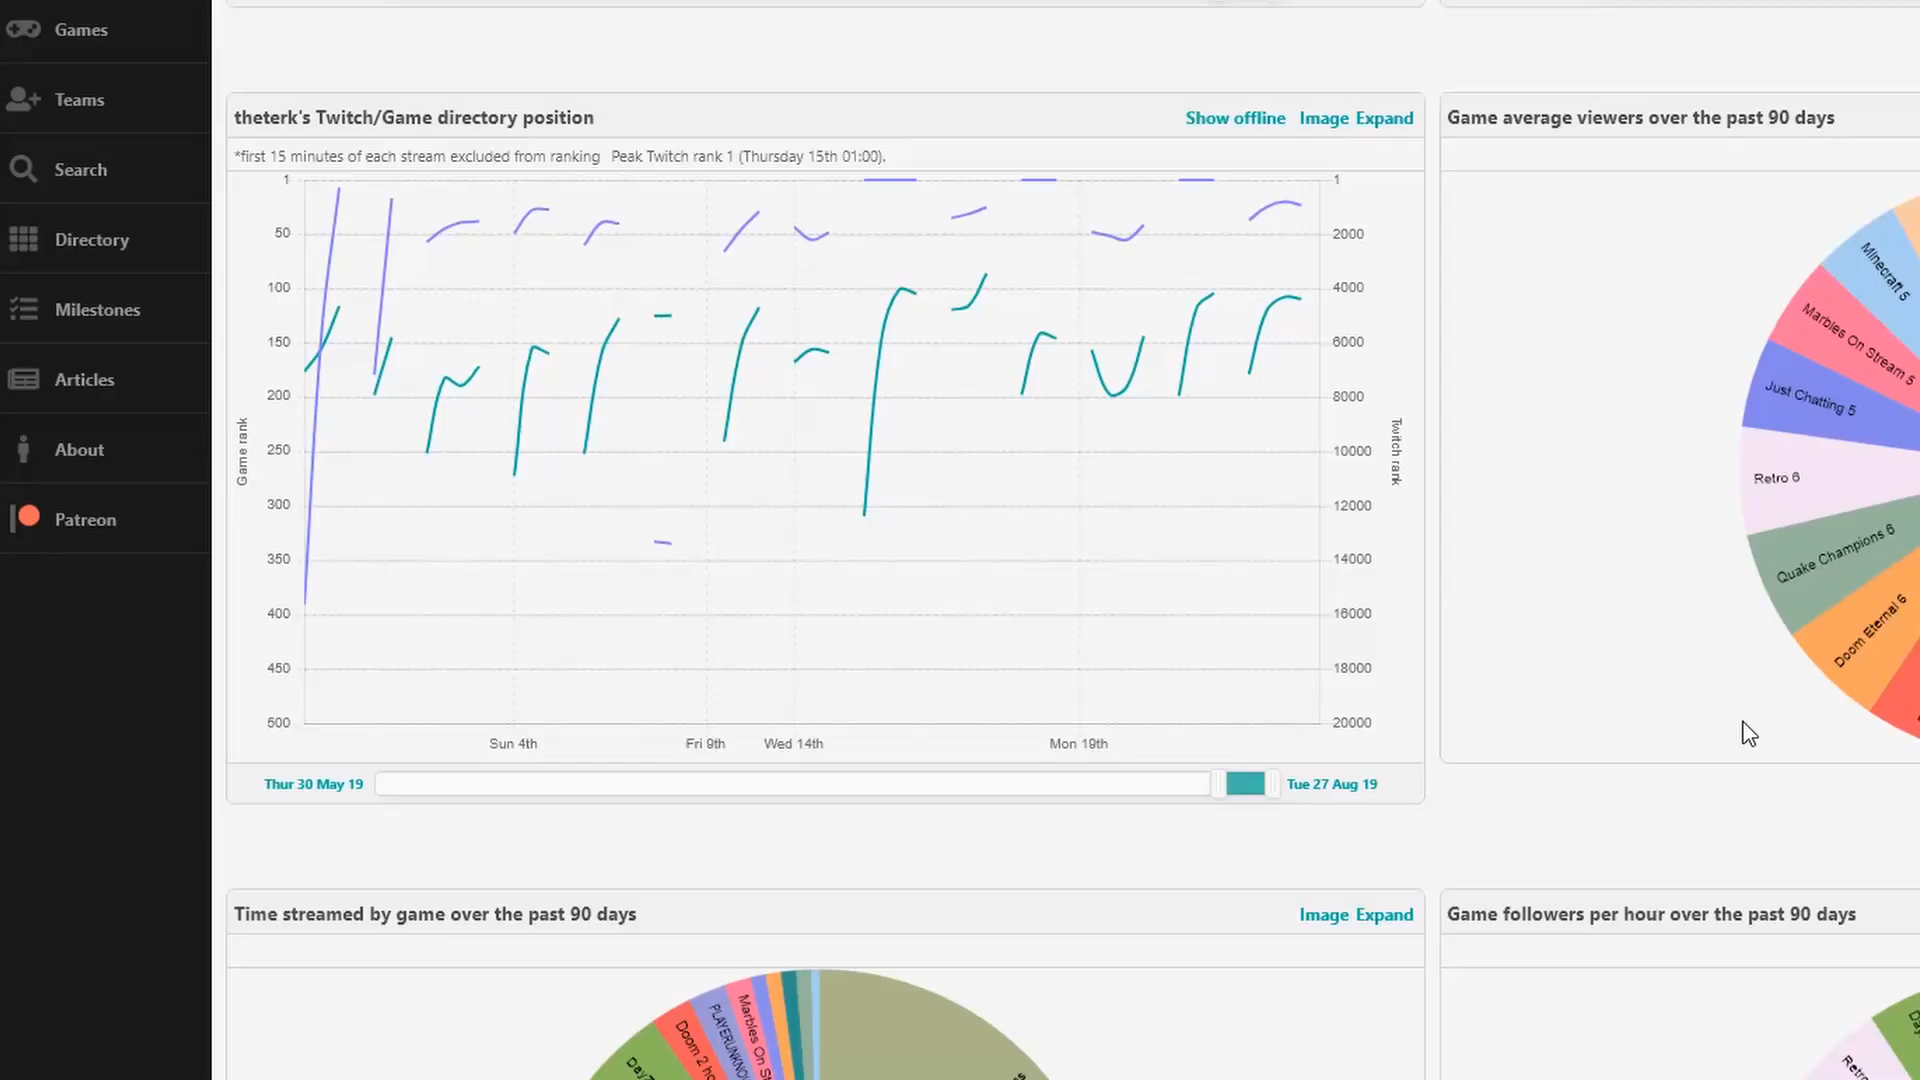 Games
Teams
Search
Directory
Milestones
Articles
About
Patreon
theterk's Twitch/Game directory position
Show offline Image Expand
*first 15 minutes of each stream excluded from ranking Peak Twitch rank 1 (Thursday 15th 01:00).
1
50
100
150
200
250
300
350
400
450
500
Game rank
1
2000
4000
6000
8000
10000
12000
14000
16000
18000
20000
Twitch rank
Sun 4th Fri 9th Wed 14th Mon 19th
Thur 30 May 19
Tue 27 Aug 19
Game average viewers over the past 90 days
Minecraft 5
Marbles On Stream 5
Just Chatting 5
Retro 6
Quake Champions 6
Doom Eternal 6
Time streamed by game over the past 90 days
Image Expand
Doom 2
PLAYERUNKNO
Marbles On
Game followers per hour over the past 90 days